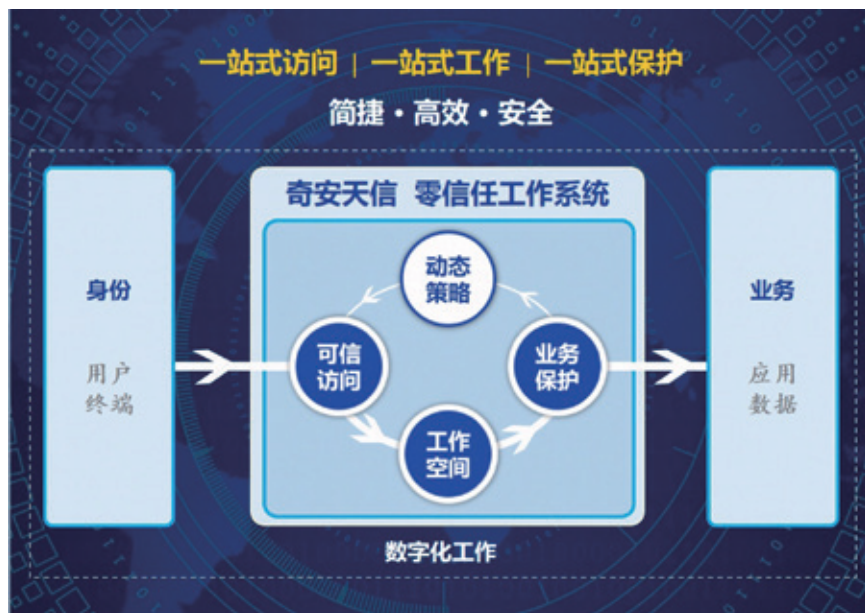 一站式访问 | 一站式工作 | 一站式保护
简捷·高效·安全
身份
用户
终端
奇安天信 零信任工作系统
动态
策略
可信
访问
业务
保护
工作
空间
业务
应用
数据
数字化工作